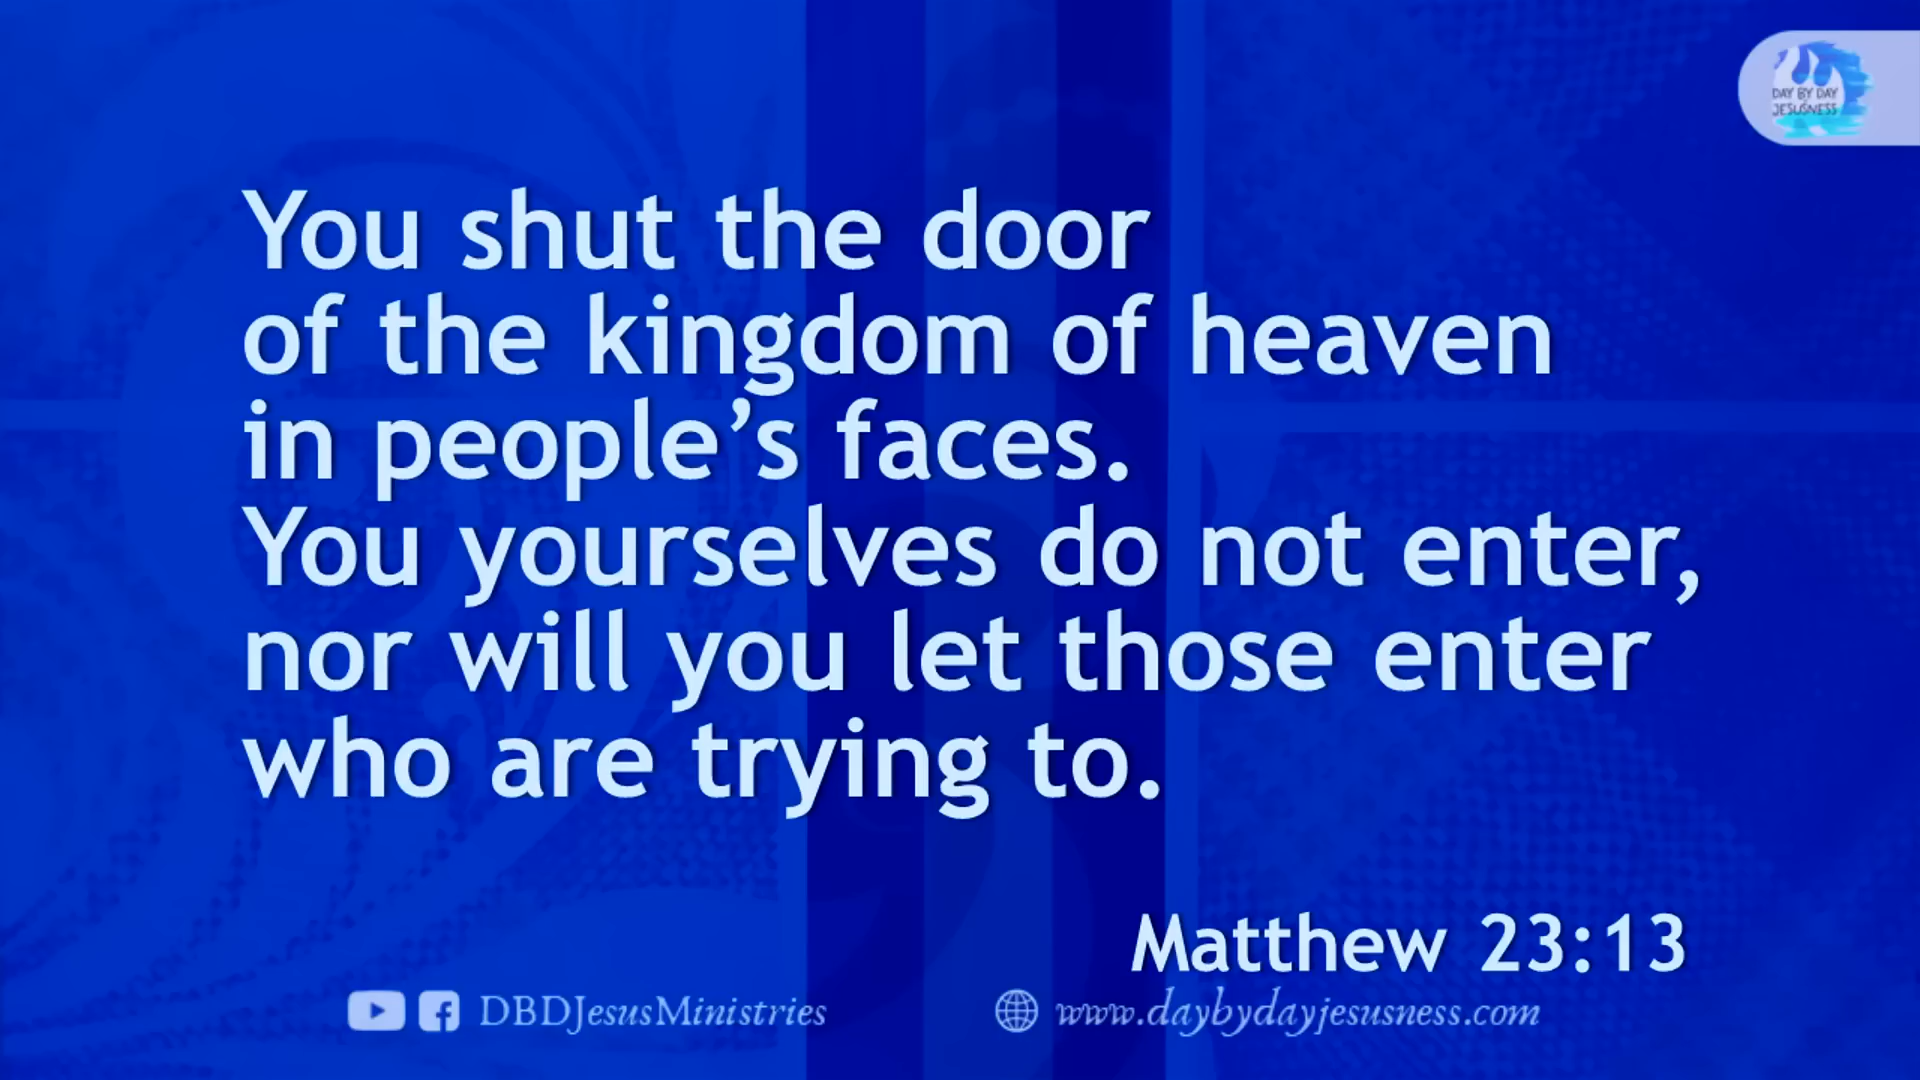 DAY BY DAY
JESUSNESS
You shut the door
of the kingdom of heaven
in people’s faces.
You yourselves do not enter,
nor will you let those enter
who are trying to.
Matthew 23:13
DBDJesusMinistries
www.daybydayjesusness.com